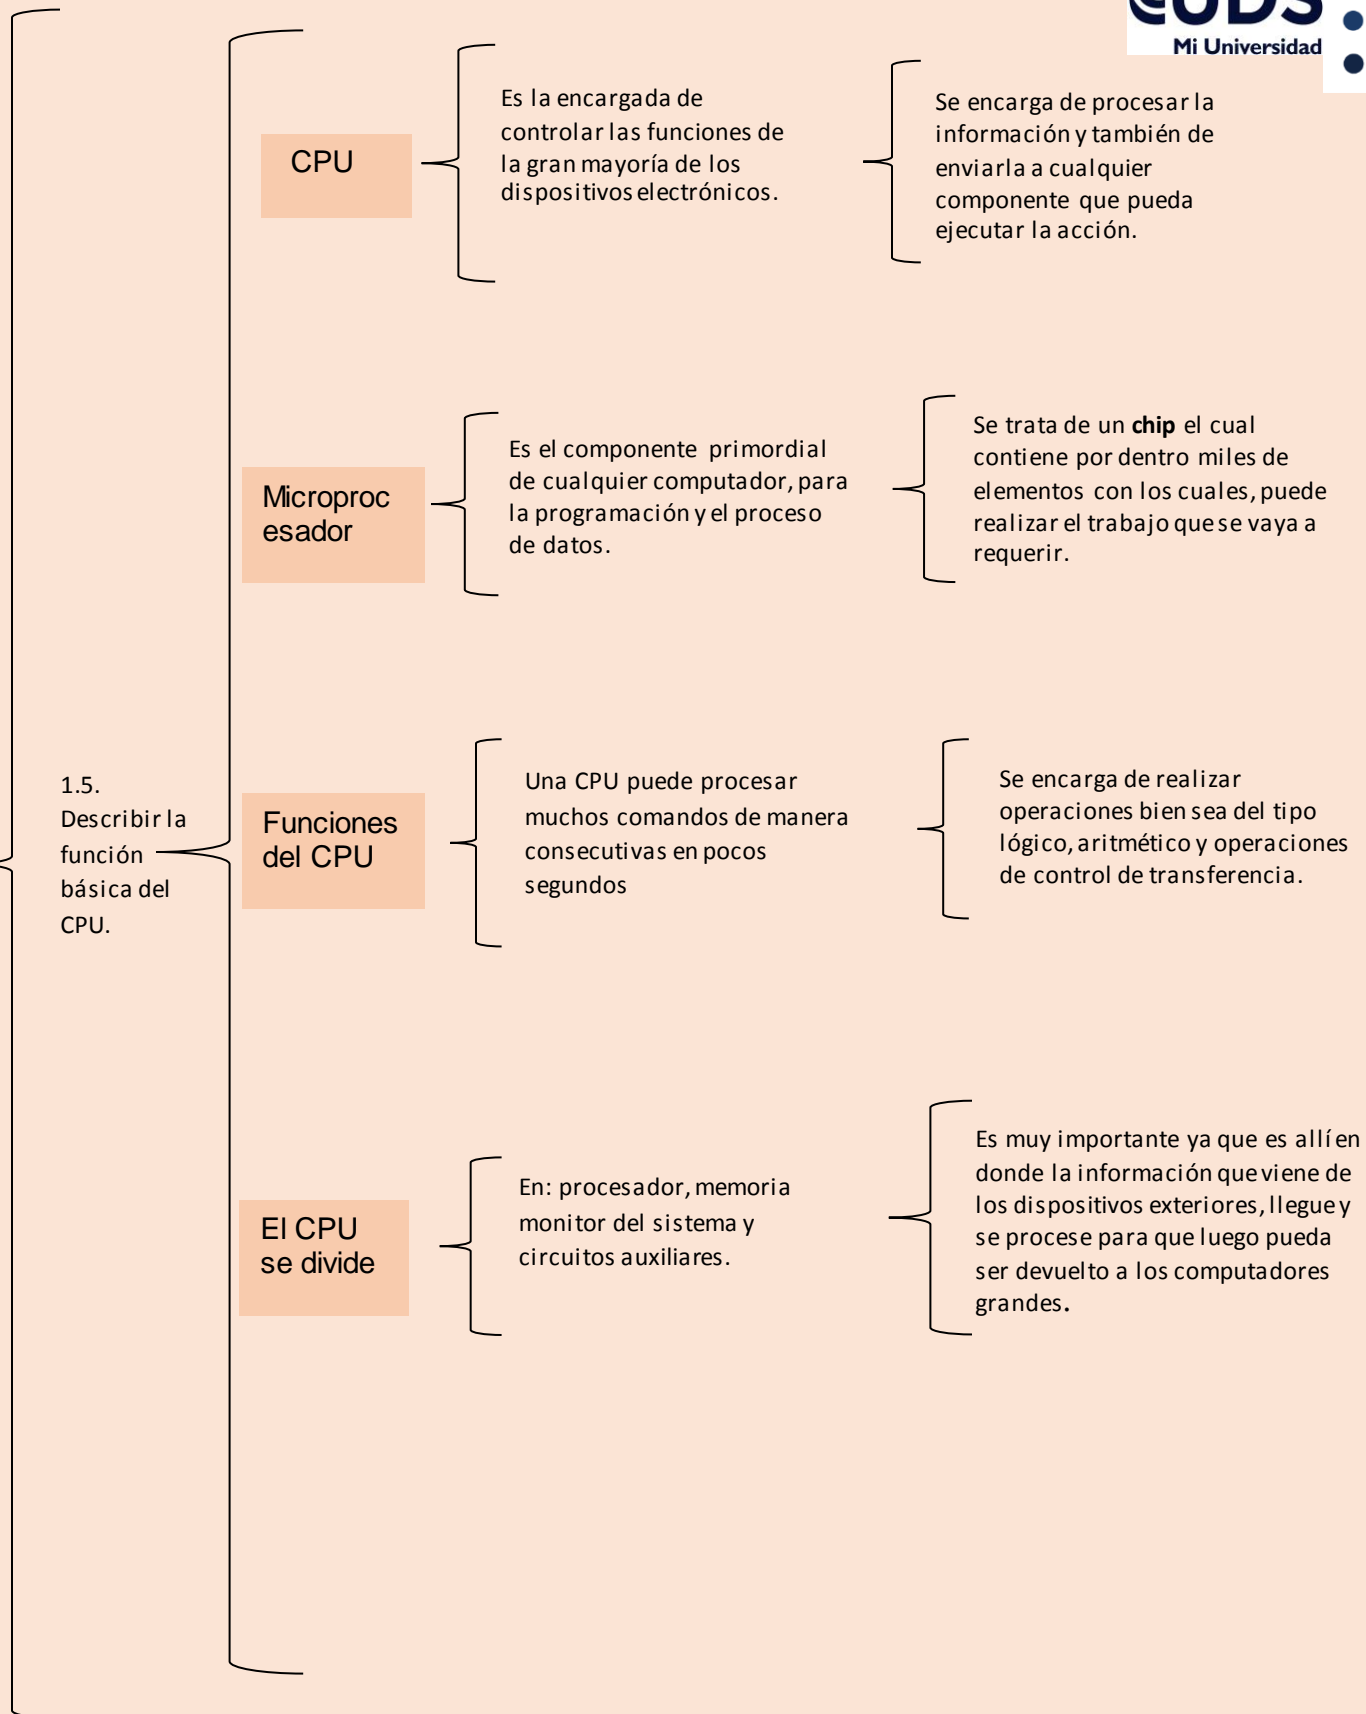 Mi Universidad
CPU
Es la encargada de
controlar las funciones de
la gran mayoría de los
dispositivos electrónicos.
Se encarga de procesar la
información y también de
enviarla a cualquier
componente que pueda
ejecutar la acción.
Microproc
esador
Es el componente primordial
de cualquier computador, para
la programación y el proceso
de datos.
Se trata de un chip el cual
contiene por dentro miles de
elementos con los cuales, puede
realizar el trabajo que se vaya a
requerir.
1.5.
Describir la
función
básica del
CPU.
Funciones
del CPU
Una CPU puede procesar
muchos comandos de manera
consecutivas en pocos
segundos
Se encarga de realizar
operaciones bien sea del tipo
lógico, aritmético y operaciones
de control de transferencia.
El CPU
se divide
En: procesador, memoria
monitor del sistema y
circuitos auxiliares.
Es muy importante ya que es allí en
donde la información que viene de
los dispositivos exteriores, llegue y
se procese para que luego pueda
ser devuelto a los computadores
grandes.